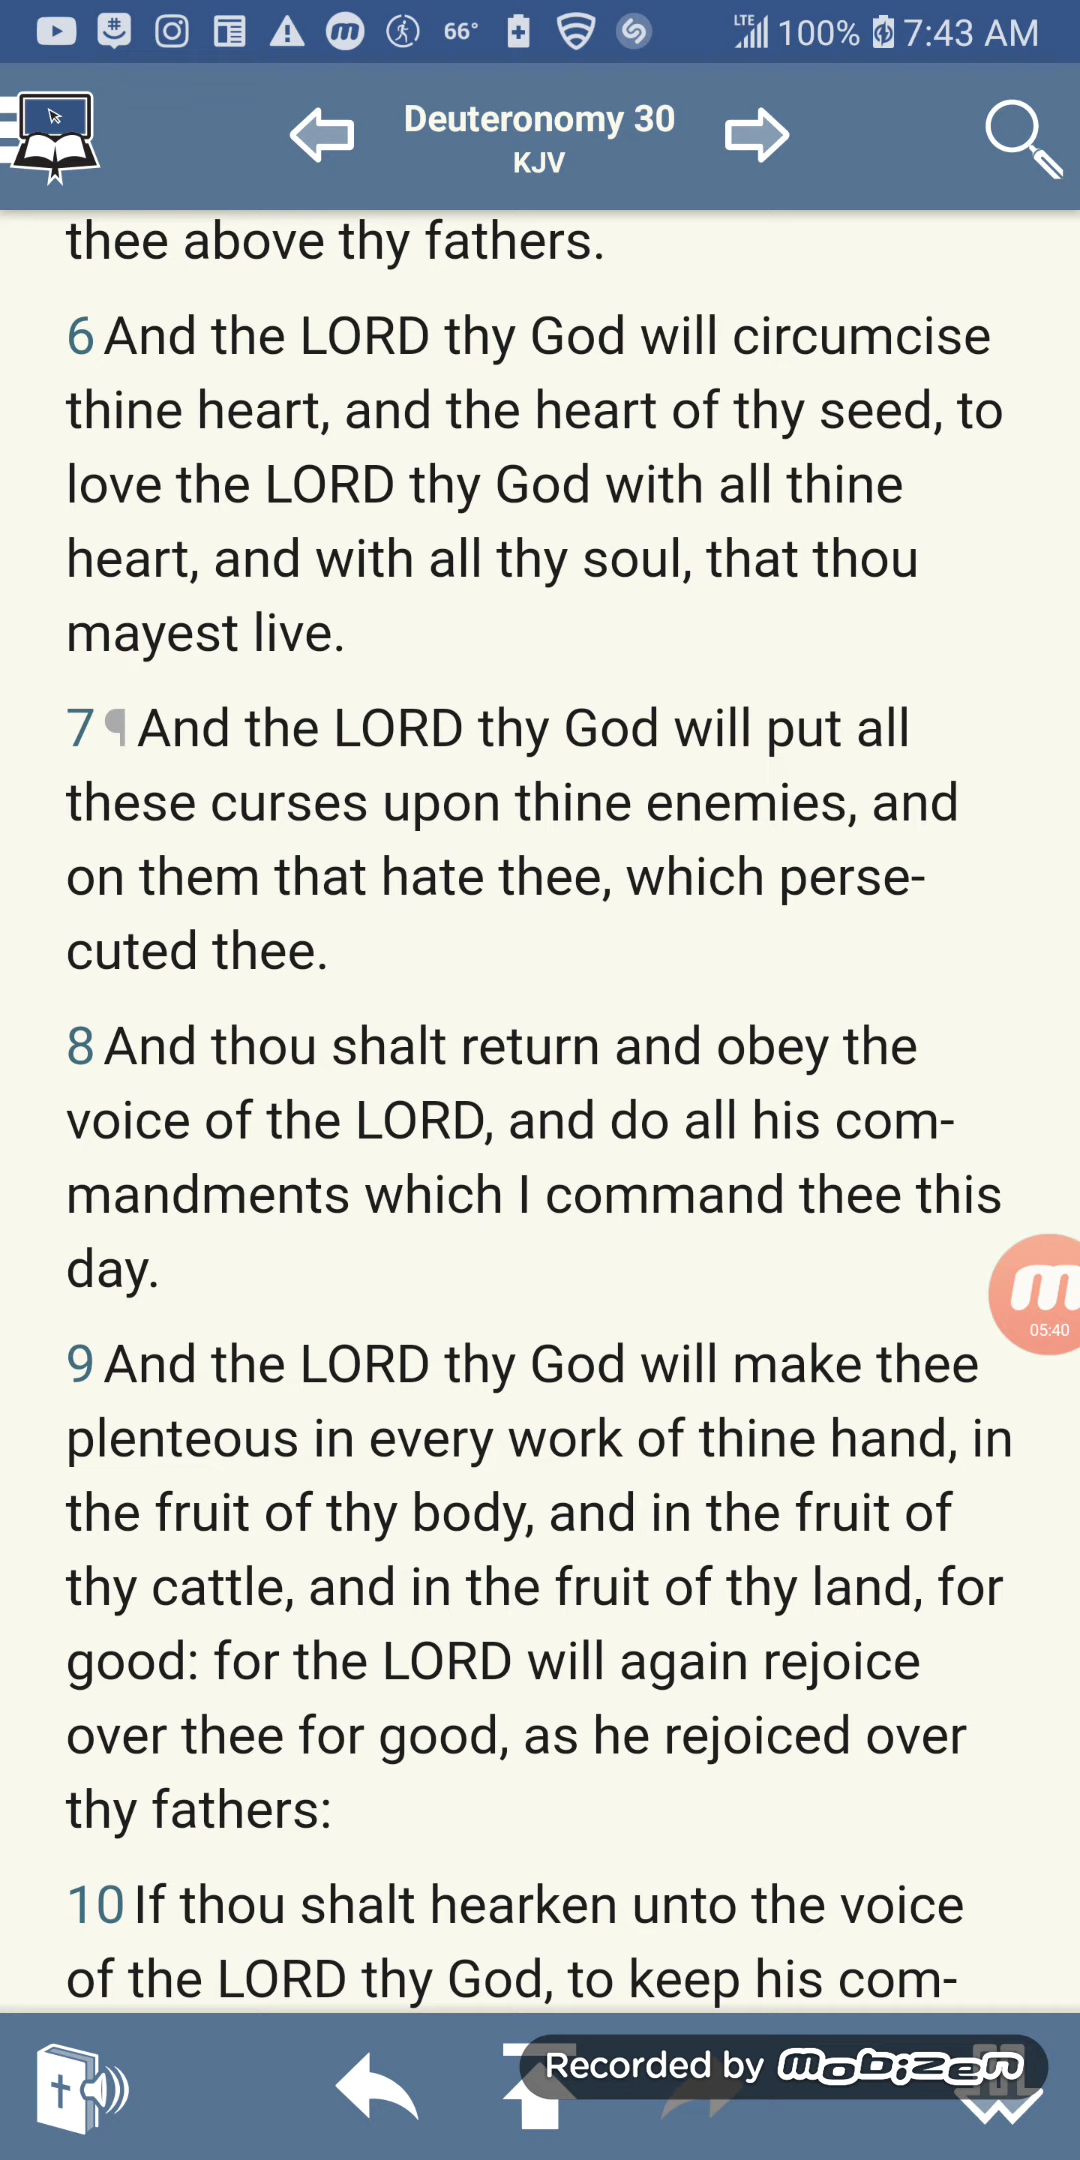 66° LTE 100% 7:43 AM
Deuteronomy 30
KJV
thee above thy fathers.
6 And the LORD thy God will circumcise
thine heart, and the heart of thy seed, to
love the LORD thy God with all thine
heart, and with all thy soul, that thou
mayest live.
7 ¶ And the LORD thy God will put all
these curses upon thine enemies, and
on them that hate thee, which perse-
cuted thee.
8 And thou shalt return and obey the
voice of the LORD, and do all his com-
mandments which I command thee this
day.
9 And the LORD thy God will make thee
plenteous in every work of thine hand, in
the fruit of thy body, and in the fruit of
thy cattle, and in the fruit of thy land, for
good: for the LORD will again rejoice
over thee for good, as he rejoiced over
thy fathers:
10 If thou shalt hearken unto the voice
of the LORD thy God, to keep his com-
m
05:40
Recorded by mobizen